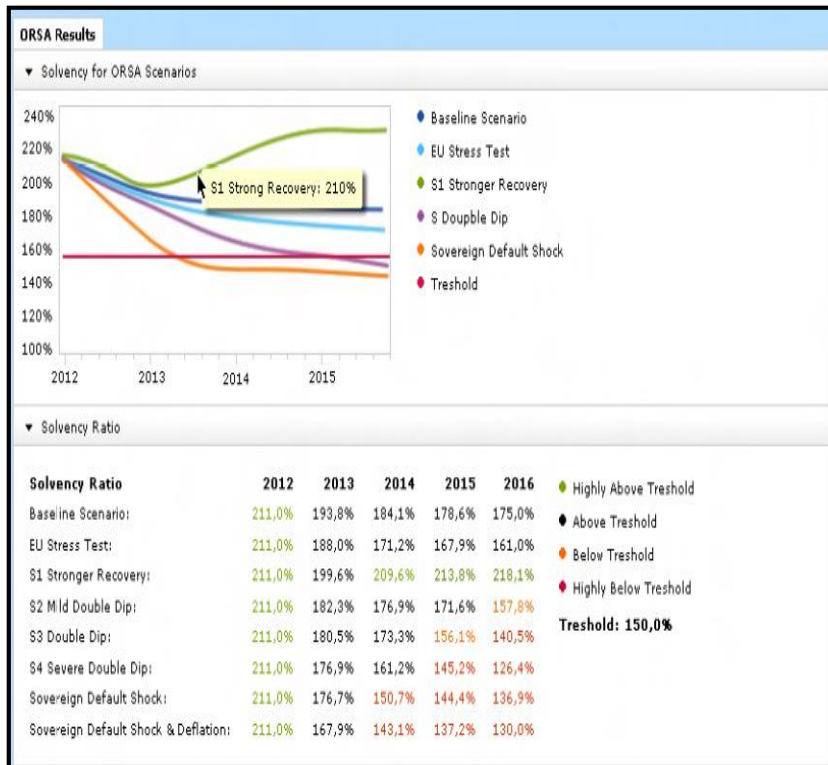 ORSA Results
▼ Solvency for ORSA Scenarios
240%
220%
200%
180%
160%
140%
120%
100%
2012 2013 2014 2015
S1 Strong Recovery: 210%
Baseline Scenario
EU Stress Test
S1 Stronger Recovery
S Doupble Dip
Sovereign Default Shock
Treshold
▼ Solvency Ratio
Solvency Ratio 2012 2013 2014 2015 2016
Baseline Scenario: 211,0% 193,8% 184,1% 178,6% 175,0%
EU Stress Test: 211,0% 188,0% 171,2% 167,9% 161,0%
S1 Stronger Recovery: 211,0% 199,6% 209,6% 213,8% 218,1%
S2 Mild Double Dip: 211,0% 182,3% 176,9% 171,6% 157,8%
S3 Double Dip: 211,0% 180,5% 173,3% 156,1% 140,5%
S4 Severe Double Dip: 211,0% 176,9% 161,2% 145,2% 126,4%
Sovereign Default Shock: 211,0% 176,7% 150,7% 144,4% 136,9%
Sovereign Default Shock & Deflation: 211,0% 167,9% 143,1% 137,2% 130,0%
Highly Above Treshold
Above Treshold
Below Treshold
Highly Below Treshold
Treshold: 150,0%